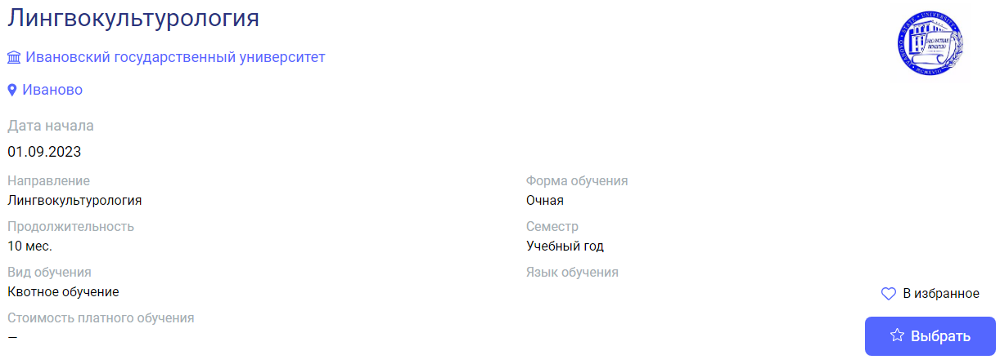 Лингвокультурология
Ивановский государственный университет
Иваново
Дата начала
01.09.2023
Направление
Лингвокультурология
Форма обучения
Очная
Продолжительность
10 мес.
Семестр
Учебный год
Вид обучения
Квотное обучение
Язык обучения
Стоимость платного обучения
—
В избранное
Выбрать